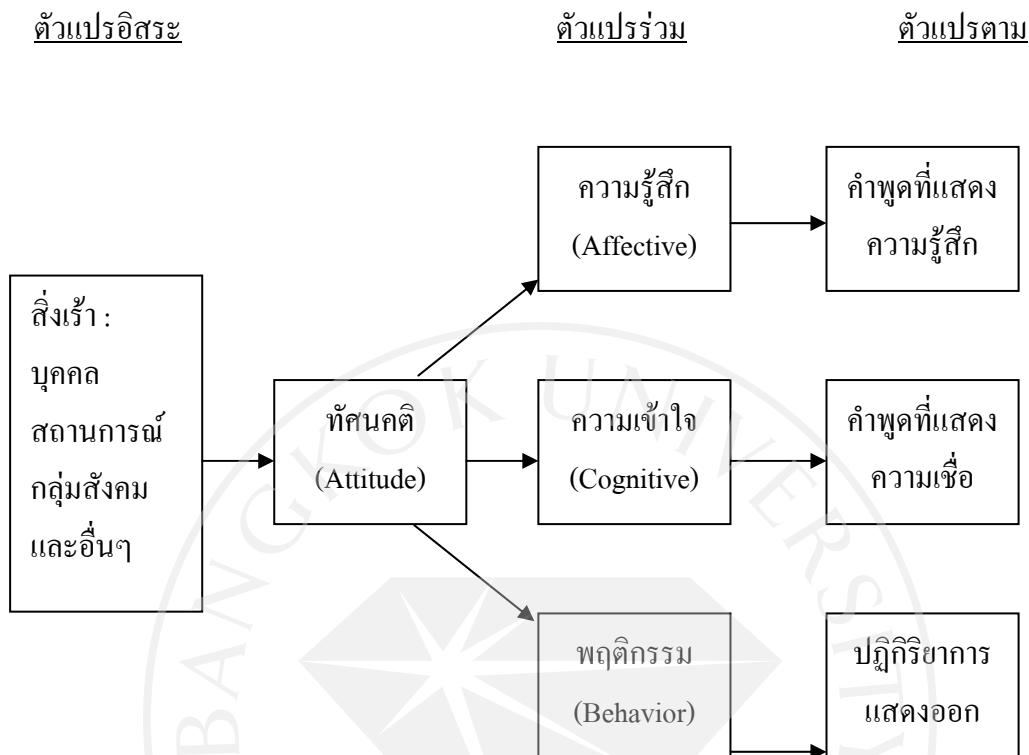 ตัวแปรอิสระ
ตัวแปรร่วม
ตัวแปรตาม
ความรู้สึก
(Affective)
คำพูดที่แสดง
ความรู้สึก
สิ่งเร้า :
บุคคล
สถานการณ์
กลุ่มสังคม
และอื่นๆ
ทัศนคติ
(Attitude)
ความเข้าใจ
(Cognitive)
คำพูดที่แสดง
ความเชื่อ
พฤติกรรม
(Behavior)
ปฏิกิริยาการ
แสดงออก
BANGKOK UNIVERSITY